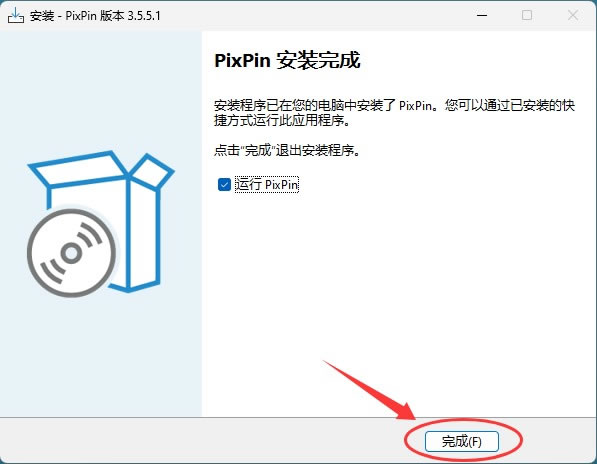 安装 - PixPin 版本 3.5.5.1
PixPin 安装完成
安装程序已在您的电脑中安装了 PixPin。您可以通过已安装的快
捷方式运行此应用程序。
点击“完成”退出安装程序。
运行 PixPin
完成(F)